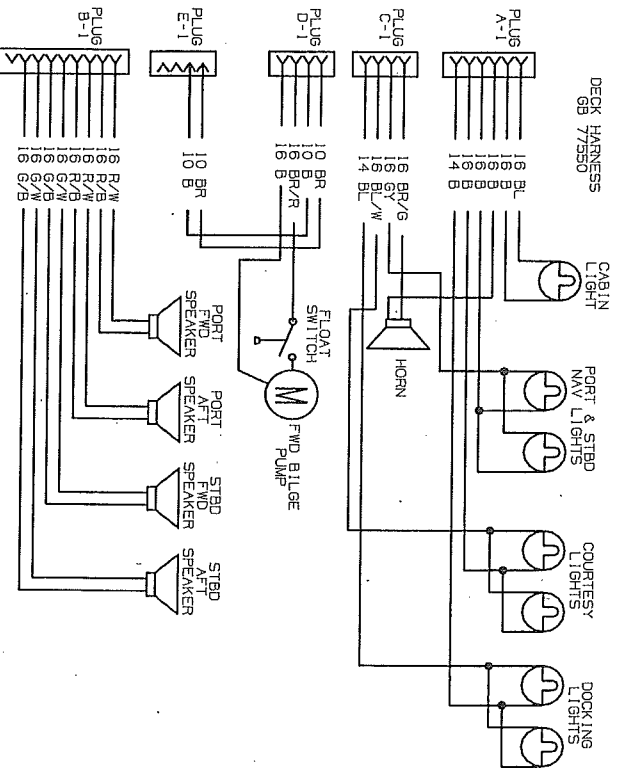 DECK HARNESS
GB 77550
PLUG
A-1
16 BL
16 B
16 B
16 B
16 B
14 B
CABIN
LIGHT
PORT & STBD
NAV LIGHTS
COURTESY
LIGHTS
DOCKING
LIGHTS
PLUG
C-1
16 BR/G
16 GY
16 BL/W
14 BL
HORN
PLUG
D-1
10 BR
10 B
16 BR/R
16 B
FLOAT
SWITCH
M
FWD BILGE
PUMP
PLUG
E-1
10 BR
10 B
PLUG
B-1
16 R/W
16 R/B
16 R/W
16 R/B
16 G/W
16 G/B
16 G/W
16 G/B
PORT
FWD
SPEAKER
PORT
AFT
SPEAKER
STBD
FWD
SPEAKER
STBD
AFT
SPEAKER